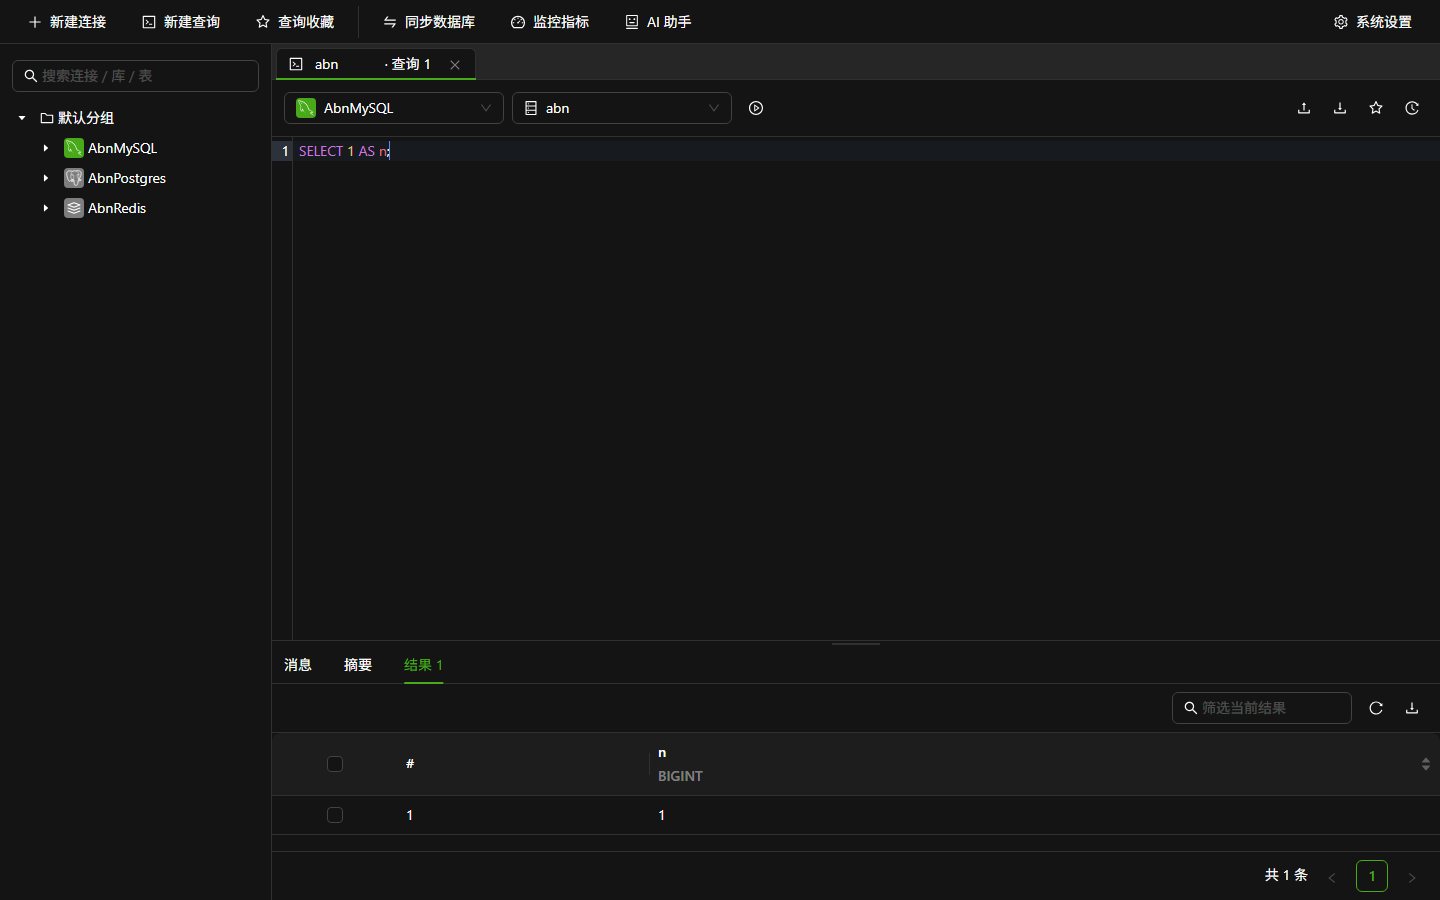 新建连接 新建查询 查询收藏 同步数据库 监控指标 AI 助手 系统设置
搜索连接 / 库 / 表
默认分组
AbnMySQL
AbnPostgres
AbnRedis
abn · 查询 1
AbnMySQL abn
1 SELECT 1 AS n;
消息 摘要 结果 1
筛选当前结果
# n
BIGINT
1 1
共 1 条 1